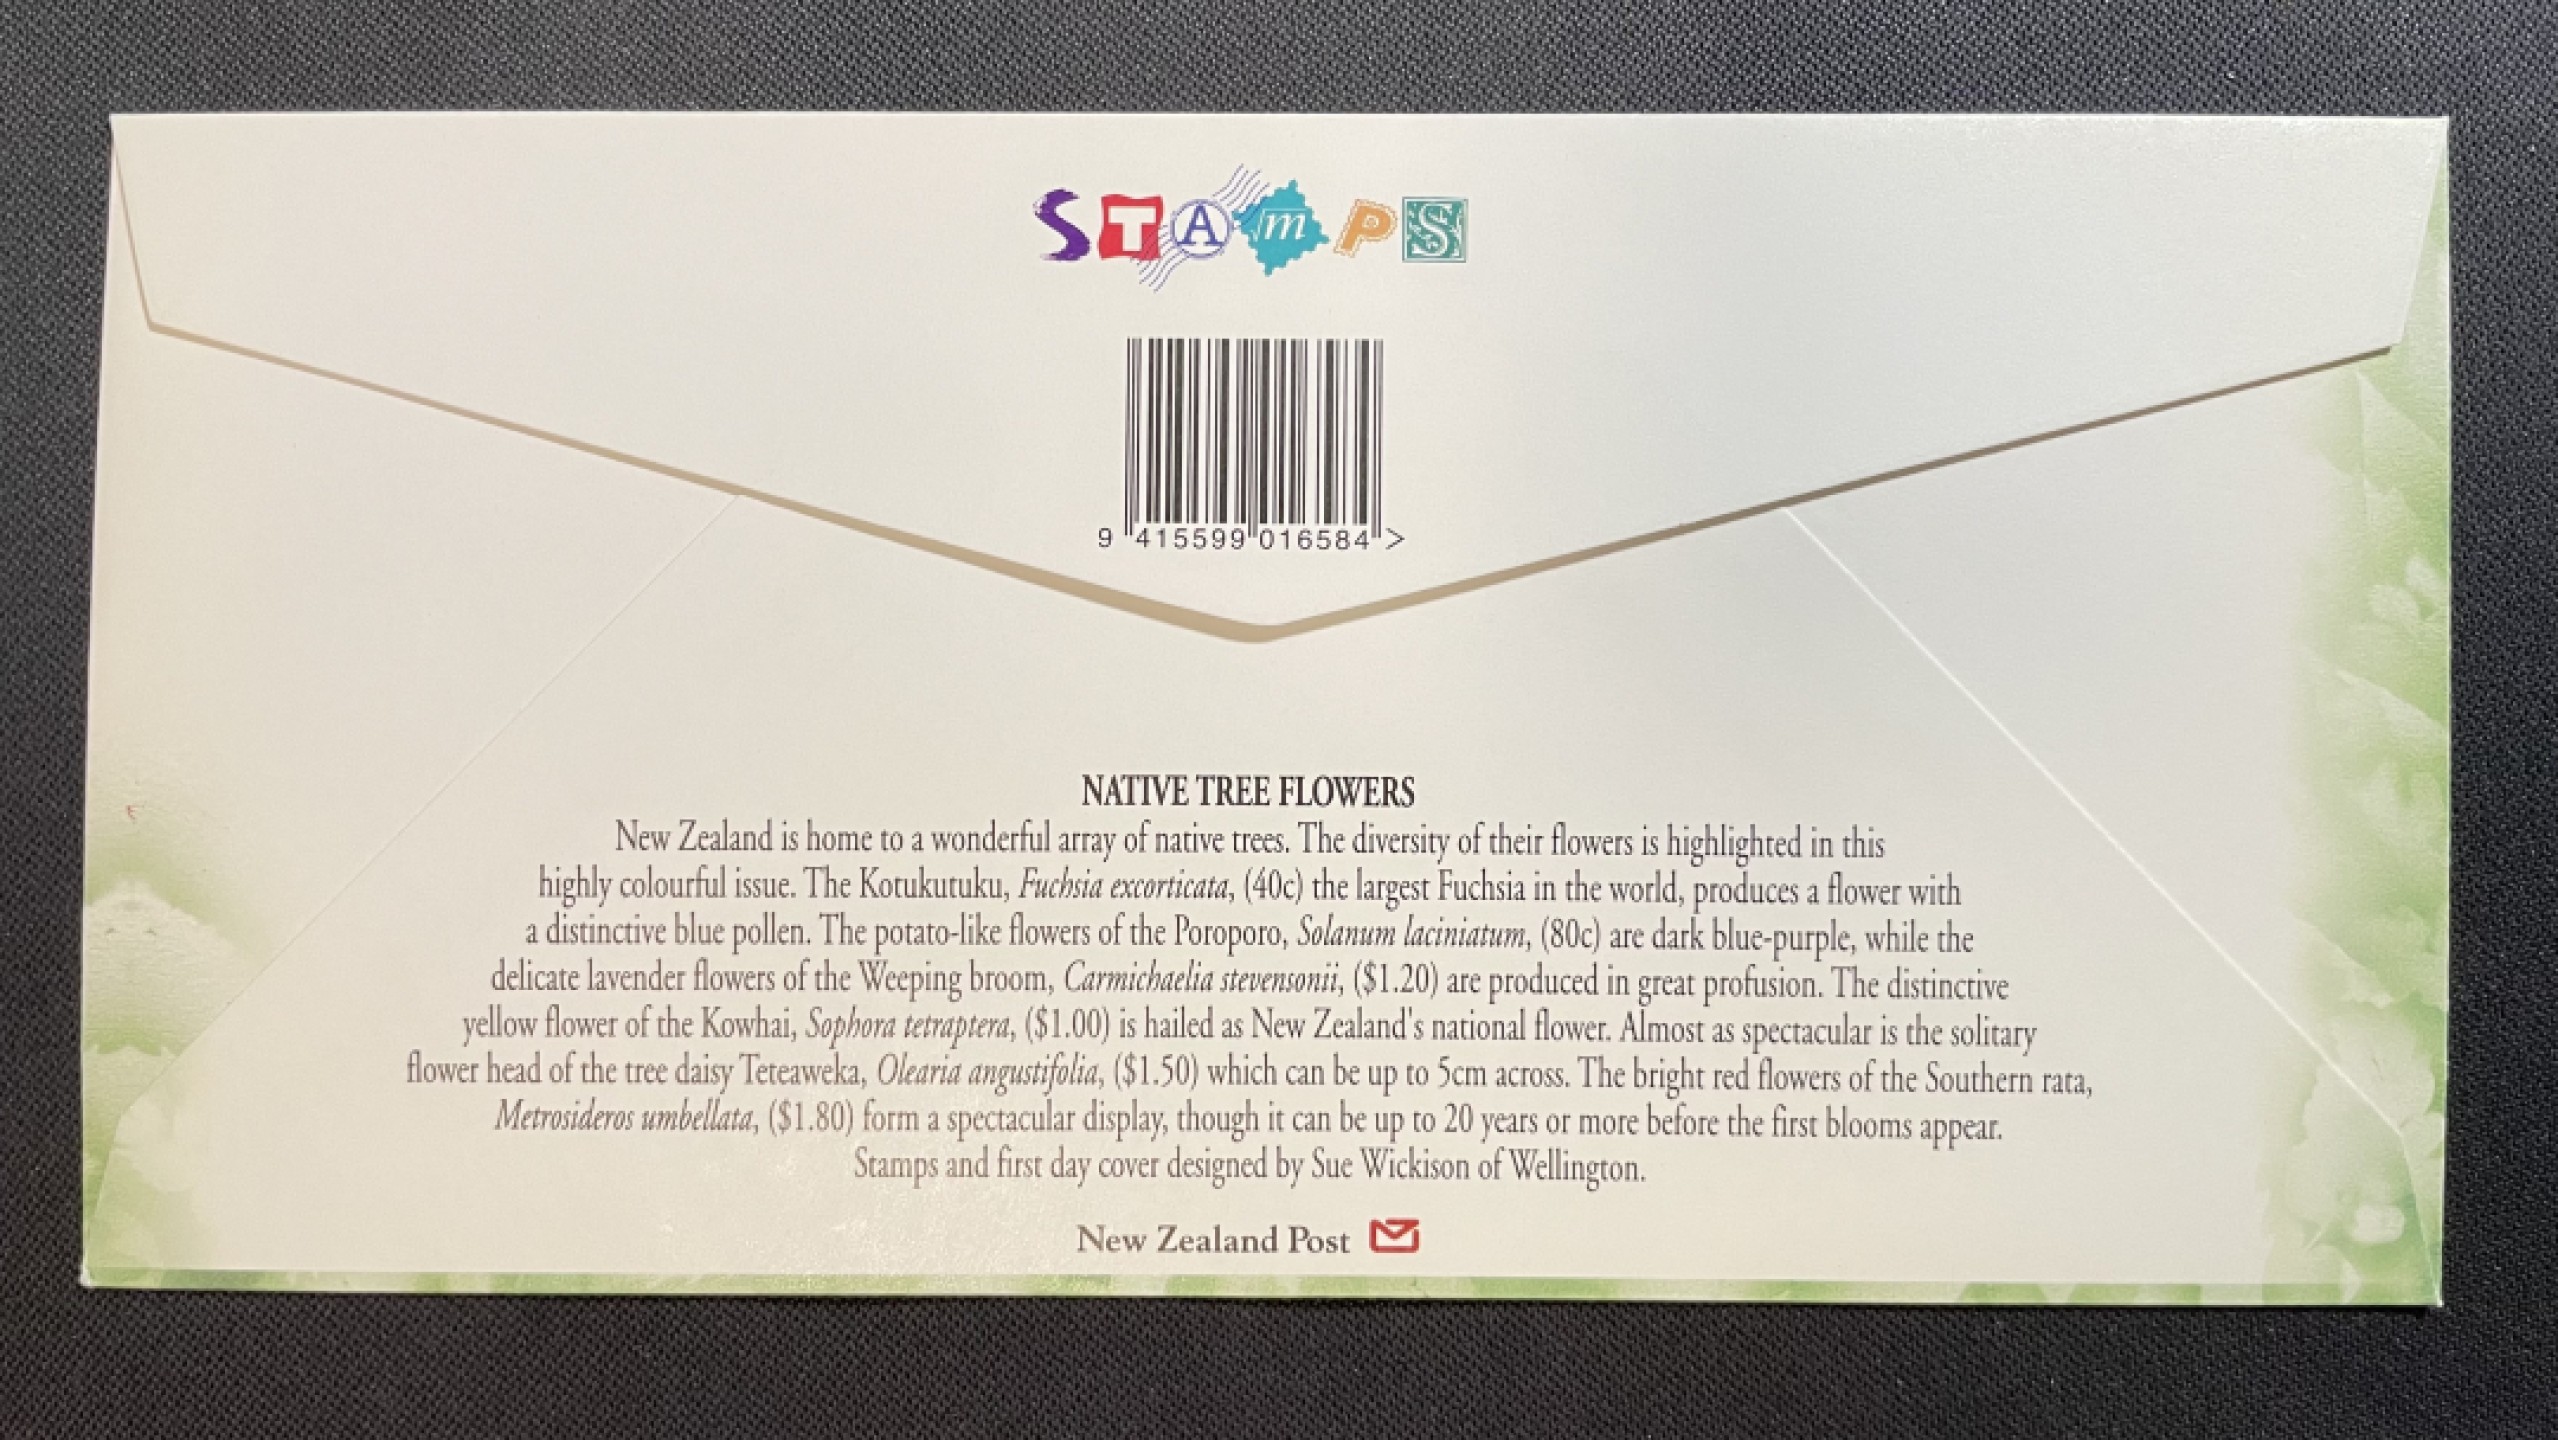 STAmPS
9 415599 016584 >
NATIVE TREE FLOWERS
New Zealand is home to a wonderful array of native trees. The diversity of their flowers is highlighted in this
highly colourful issue. The Kotukutuku, Fuchsia excorticata, (40c) the largest Fuchsia in the world, produces a flower with
a distinctive blue pollen. The potato-like flowers of the Poroporo, Solanum laciniatum, (80c) are dark blue-purple, while the
delicate lavender flowers of the Weeping broom, Carmichaelia stevensonii, ($1.20) are produced in great profusion. The distinctive
yellow flower of the Kowhai, Sophora tetraptera, ($1.00) is hailed as New Zealand's national flower. Almost as spectacular is the solitary
flower head of the tree daisy Teteaweka, Olearia angustifolia, ($1.50) which can be up to 5cm across. The bright red flowers of the Southern rata,
Metrosideros umbellata, ($1.80) form a spectacular display, though it can be up to 20 years or more before the first blooms appear.
Stamps and first day cover designed by Sue Wickison of Wellington.
New Zealand Post